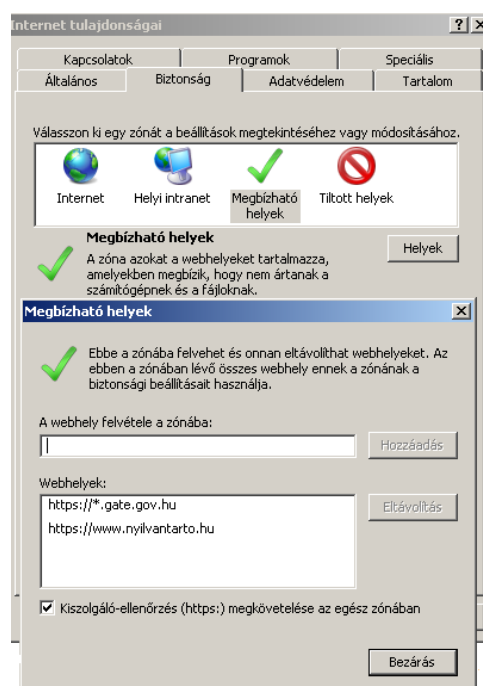 Internet tulajdonságai
Kapcsolatok Programok Speciális
Általános Biztonság Adatvédelem Tartalom
Válasszon ki egy zónát a beállítások megtekintéséhez vagy módosításához.
Internet Helyi intranet Megbízható helyek Tiltott helyek
Megbízható helyek
A zóna azokat a webhelyeket tartalmazza,
amelyekben megbízik, hogy nem ártanak a
számítógépnek és a fájloknak.
Helyek
Megbízható helyek
Ebbe a zónába felvehet és onnan eltávolíthat webhelyeket. Az
ebben a zónában lévő összes webhely ennek a zónának a
biztonsági beállításait használja.
A webhely felvétele a zónába:
Hozzáadás
Webhelyek:
https://*.gate.gov.hu
https://www.nyilvantarto.hu
Eltávolítás
Kiszolgáló-ellenőrzés (https:) megkövetelése az egész zónában
Bezárás